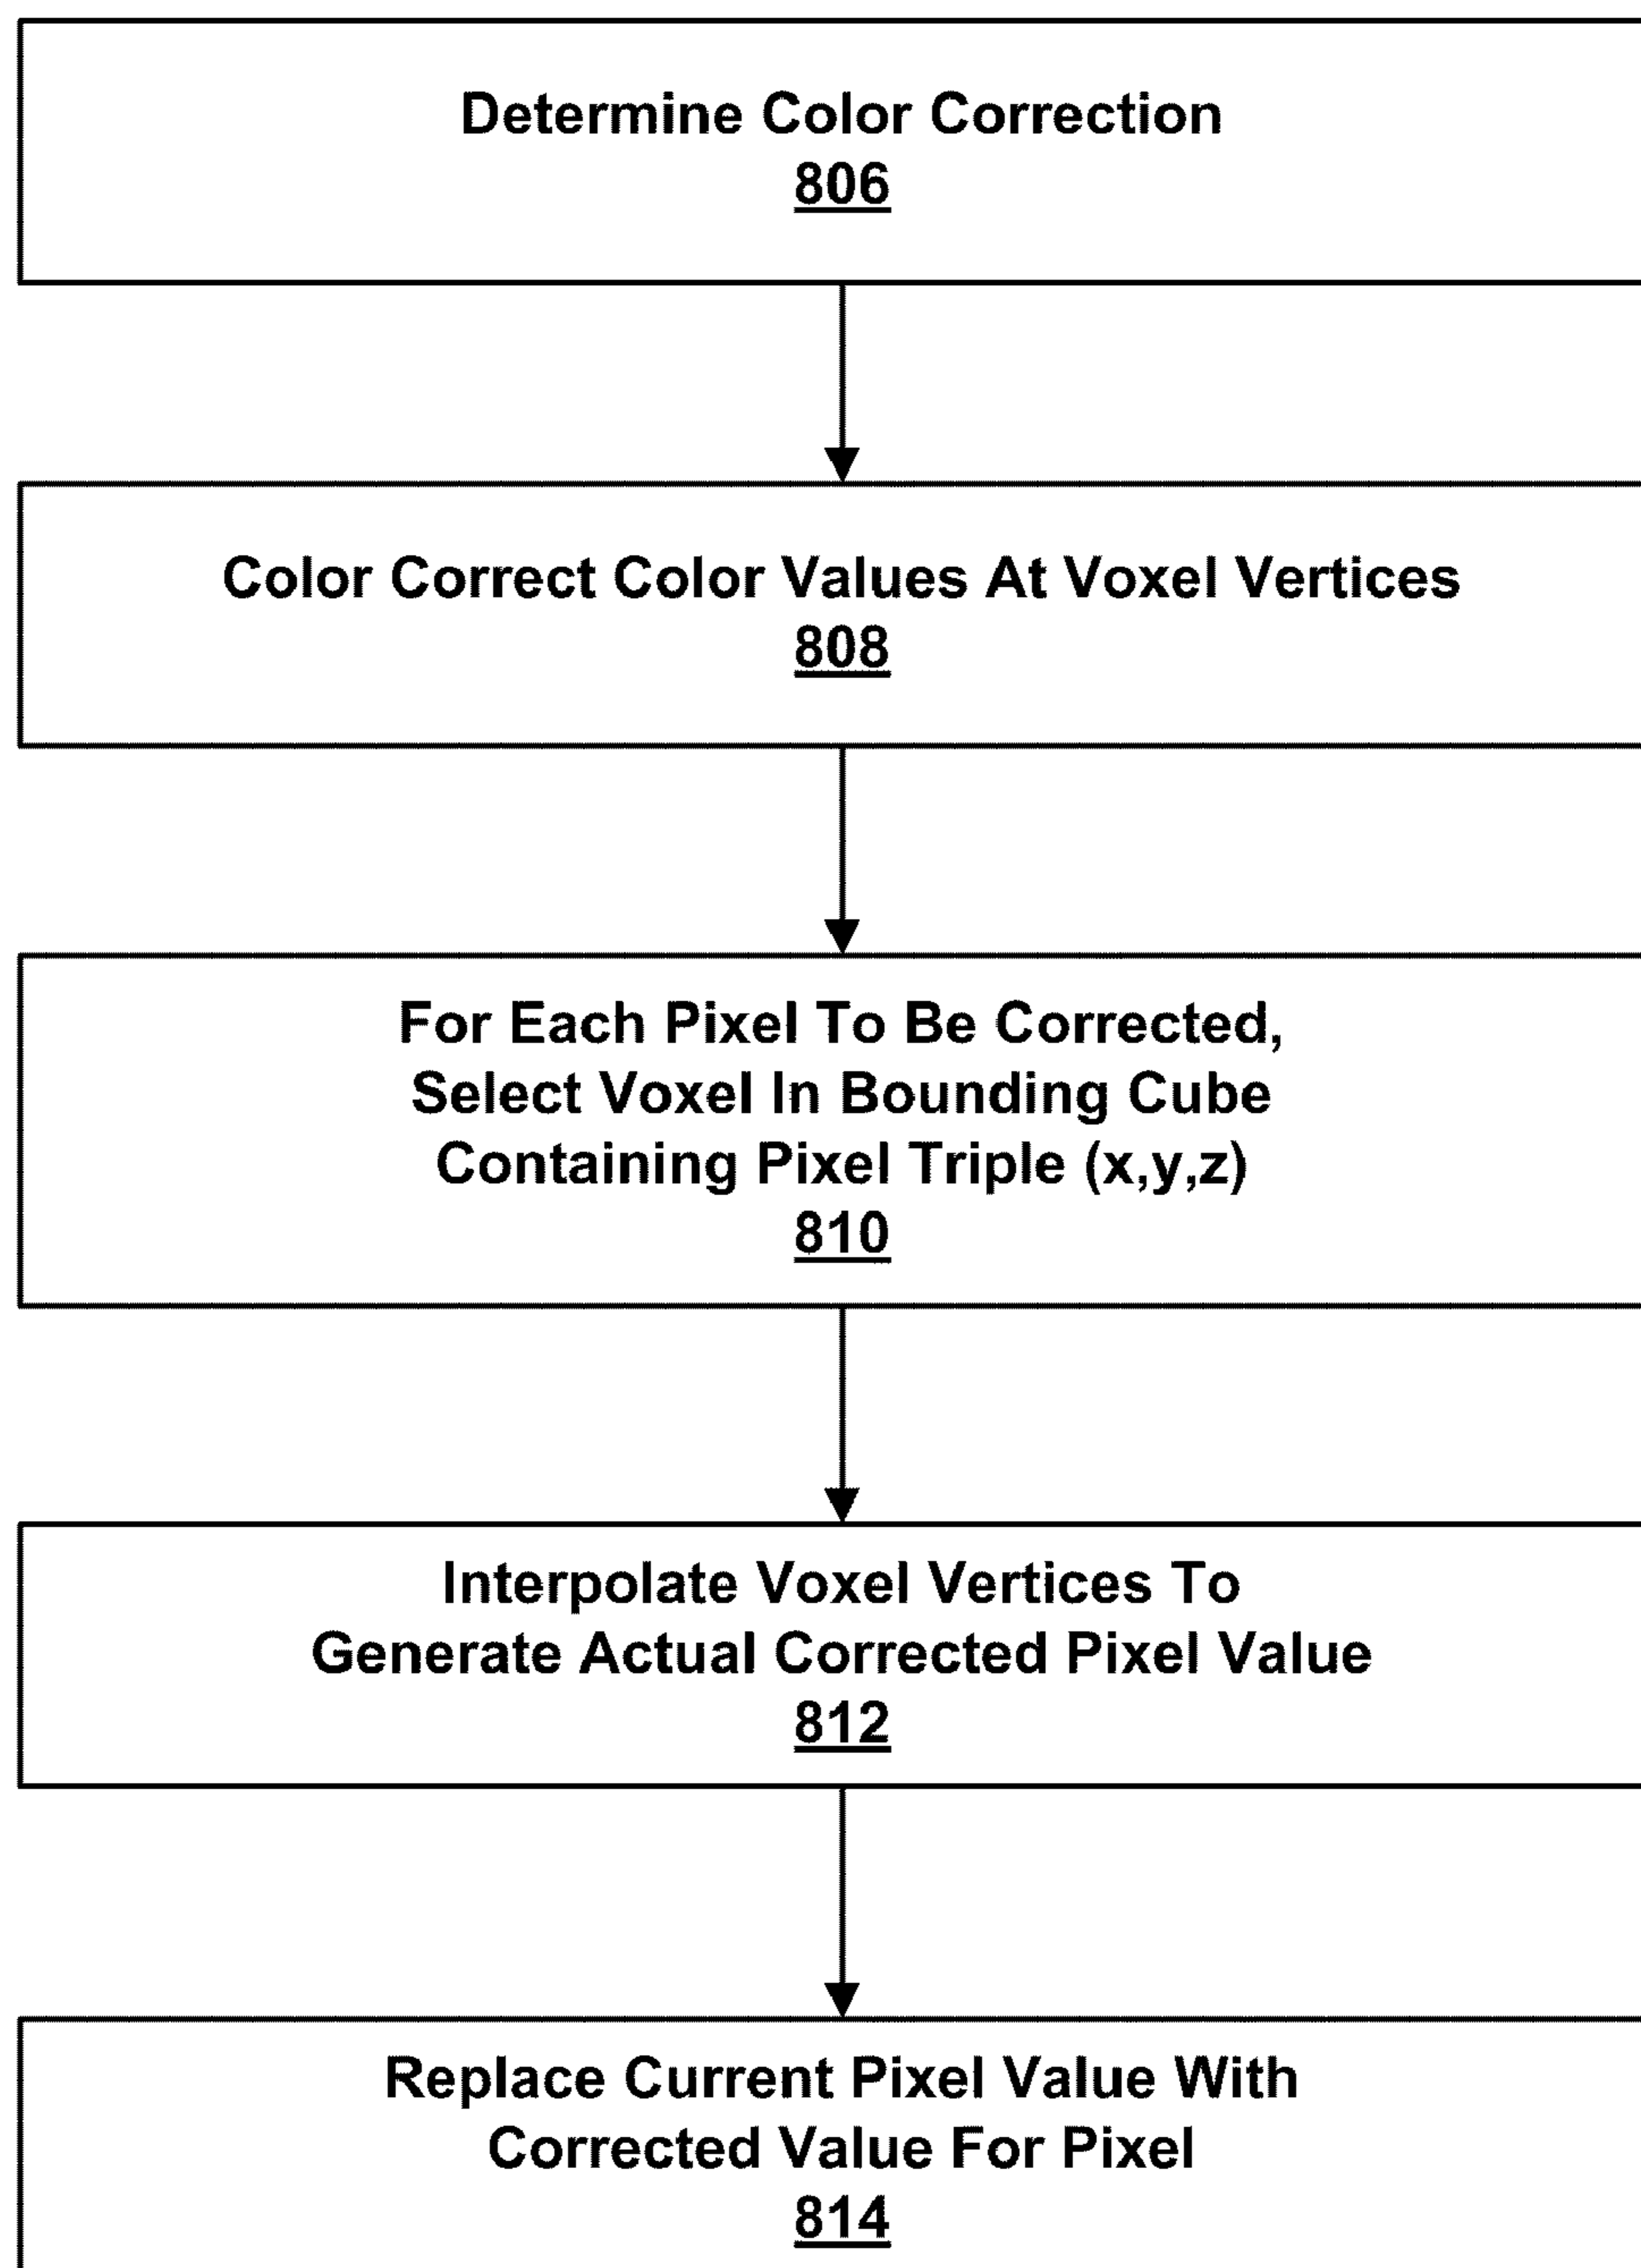 Determine Color Correction
806
Color Correct Color Values At Voxel Vertices
808
For Each Pixel To Be Corrected,
Select Voxel In Bounding Cube
Containing Pixel Triple (x,y,z)
810
Interpolate Voxel Vertices To
Generate Actual Corrected Pixel Value
812
Replace Current Pixel Value With
Corrected Value For Pixel
814